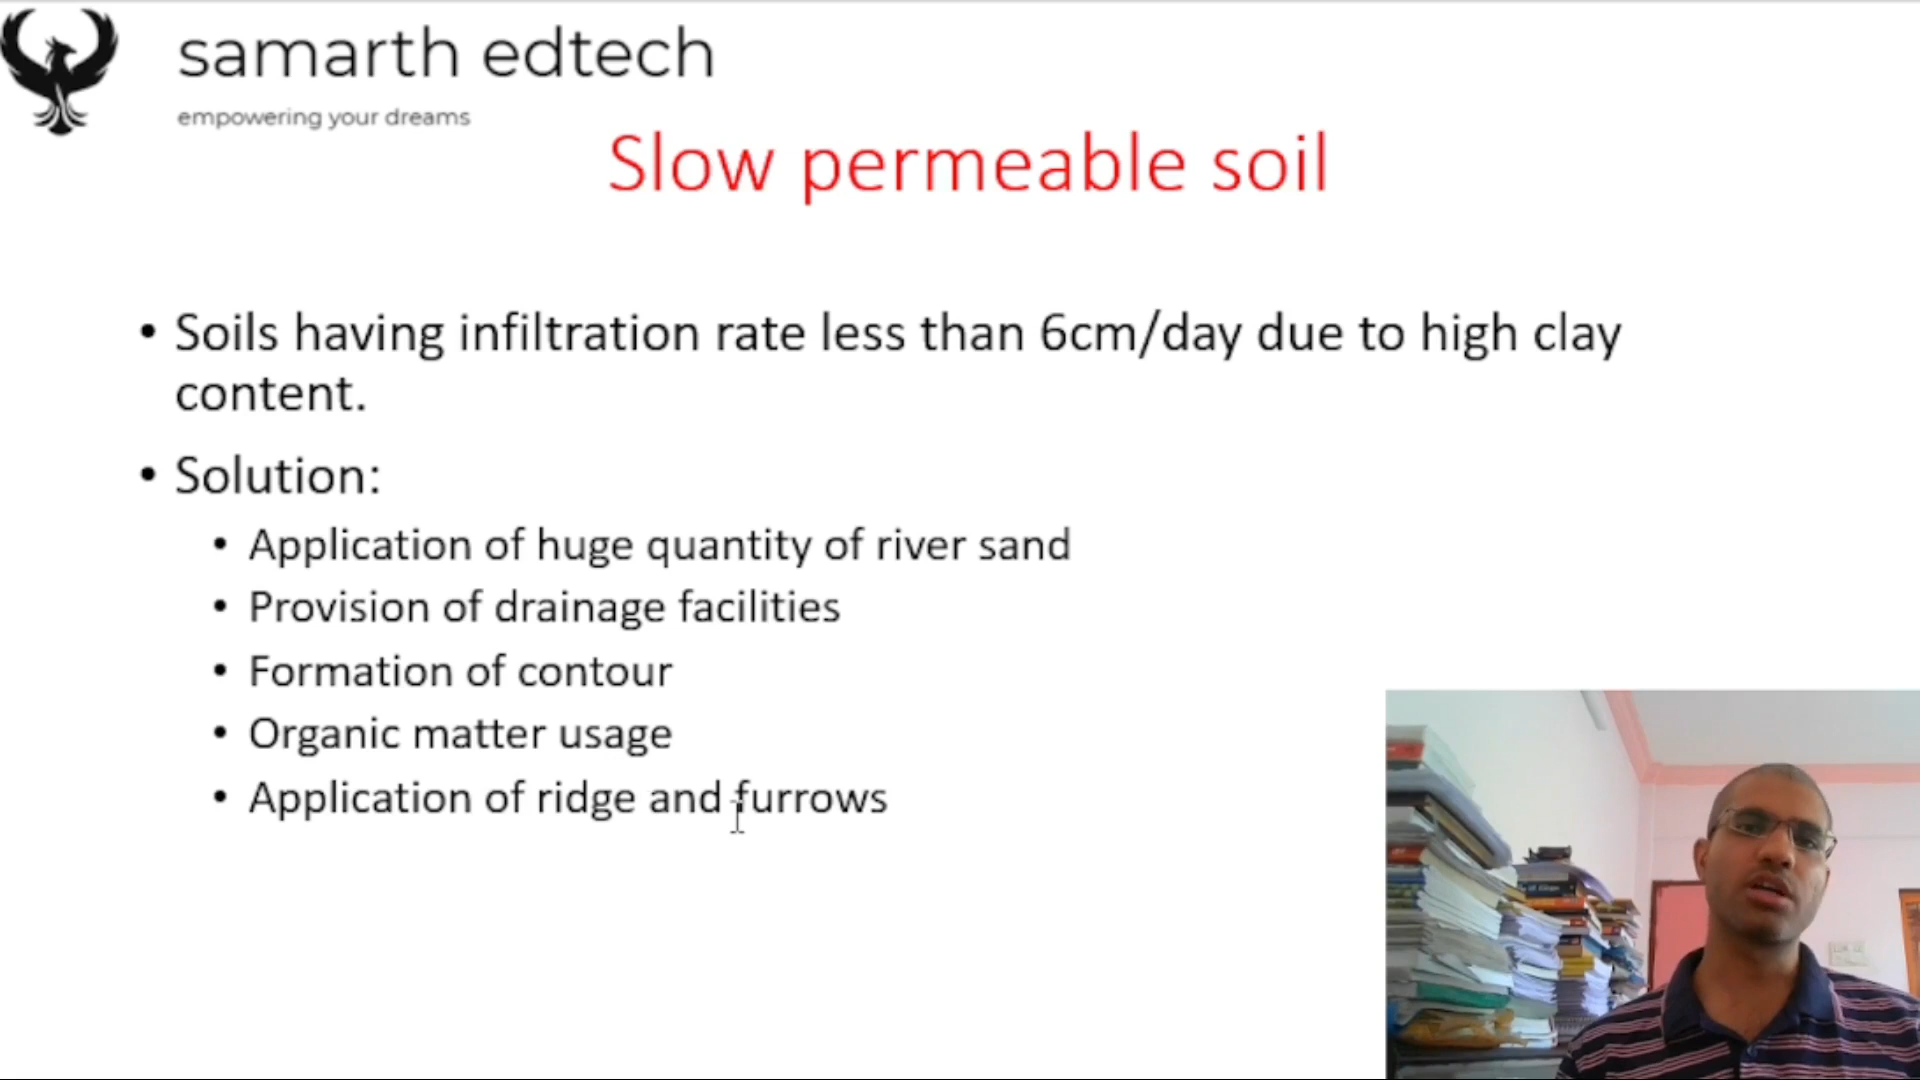 samarth edtech
empowering your dreams
Slow permeable soil
• Soils having infiltration rate less than 6cm/day due to high clay
content.
• Solution:
• Application of huge quantity of river sand
• Provision of drainage facilities
• Formation of contour
• Organic matter usage
• Application of ridge and furrows